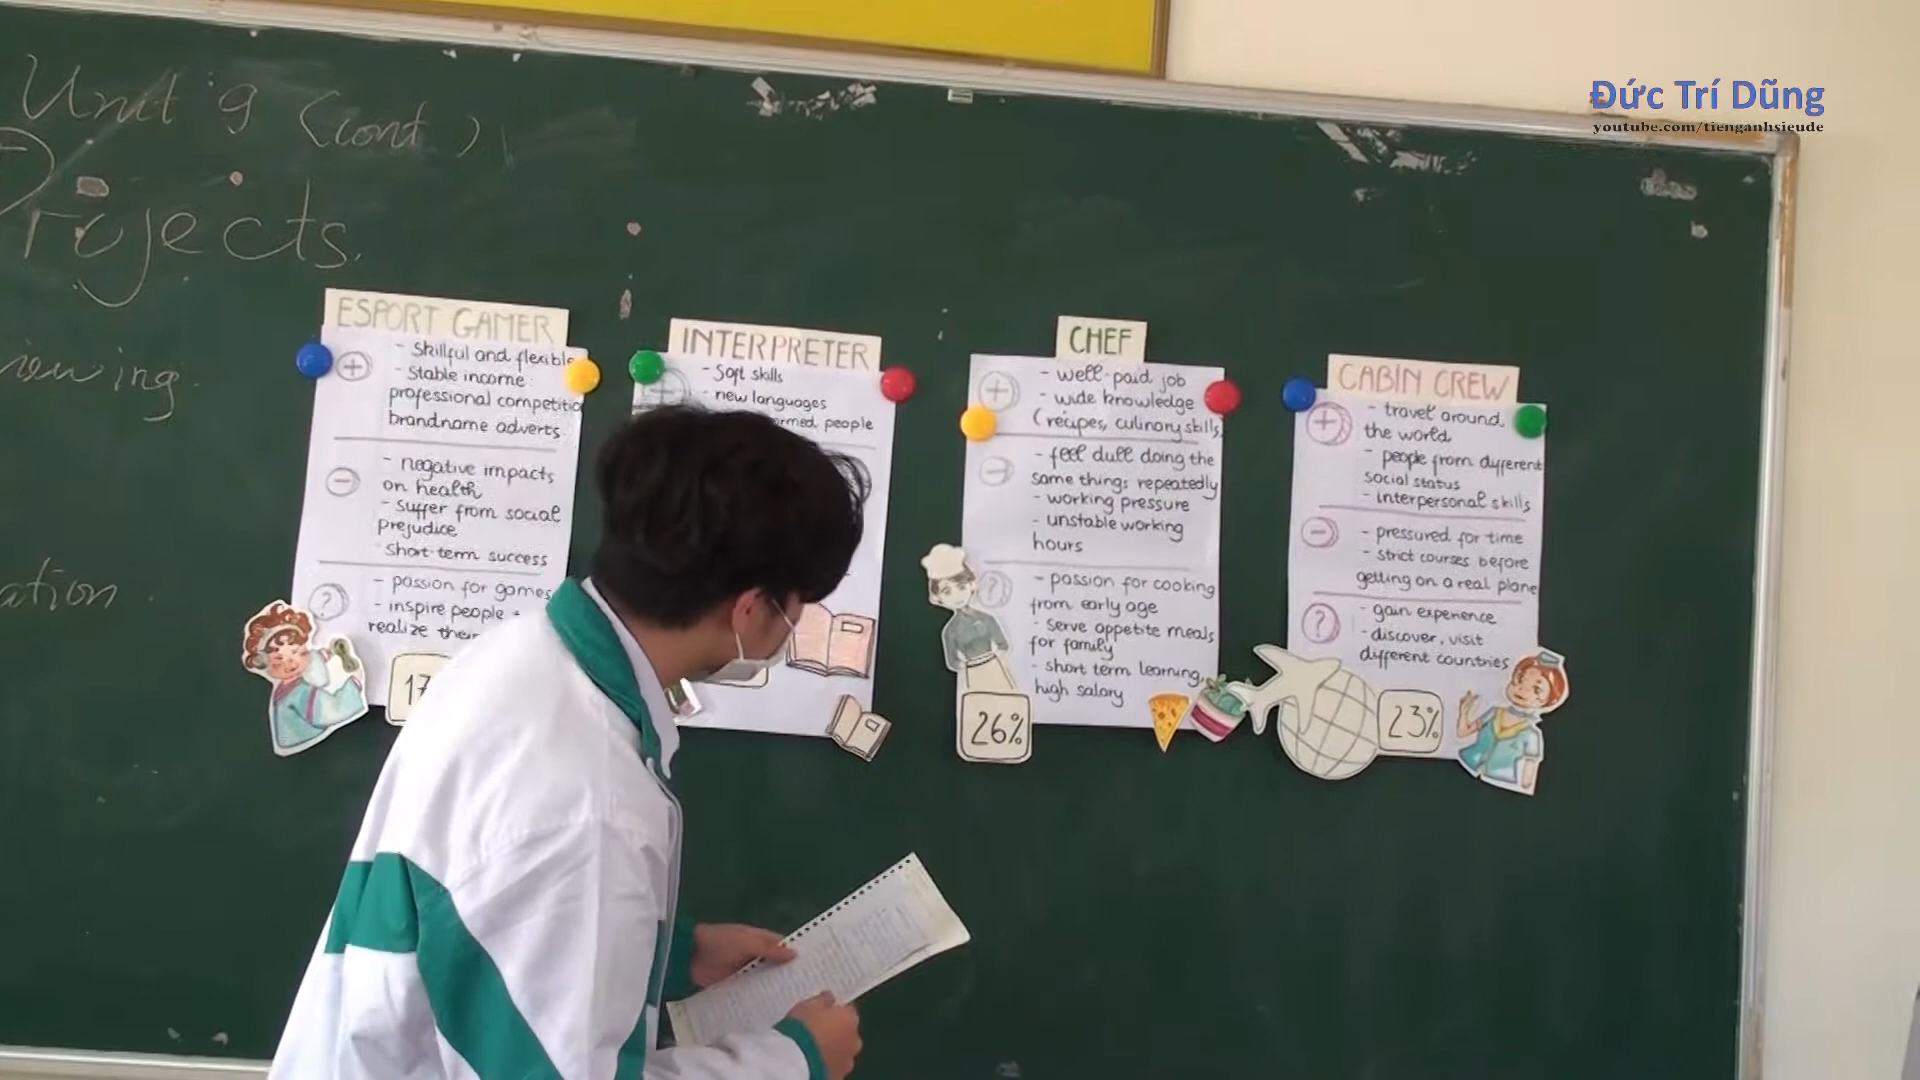 Unit 9 (cont)
Projects.
Đức Trí Dũng
youtube.com/tienganhsieude
ESPORT GAMER
+
- Skillful and flexible
- Stable income:
professional competitio
brandname adverts
-
- negative impacts
on health
- suffer from social
prejudice
- Short-term success
?
- passion for games
- inspire people +
realize their
17
INTERPRETER
+
- Soft skills
- new languages
people
CHEF
+
- well-paid job
- wide knowledge
(recipes, culinary skills
-
- feel dull doing the
same things repeatedly
- working pressure
- unstable working
hours
?
- passion for cooking
from early age
- Serve appetite meals
for family
- short term learning,
high salary
26%
CABIN CREW
+
- travel around
the world
- people from different
social status
- interpersonal skills
-
- pressured for time
- strict courses before
getting on a real plane
?
- gain experience
- discover, visit
different countries
23%